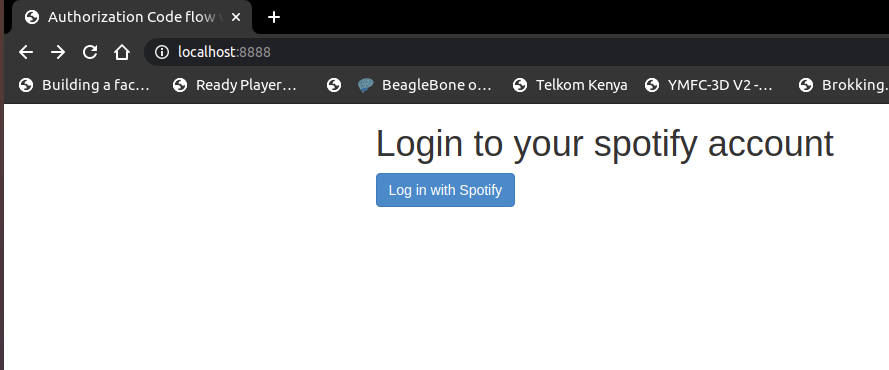 Authorization Code flow
localhost:8888
Building a fac... Ready Player... BeagleBone o... Telkom Kenya YMFC-3D V2 -... Brokking.
Login to your spotify account
Log in with Spotify